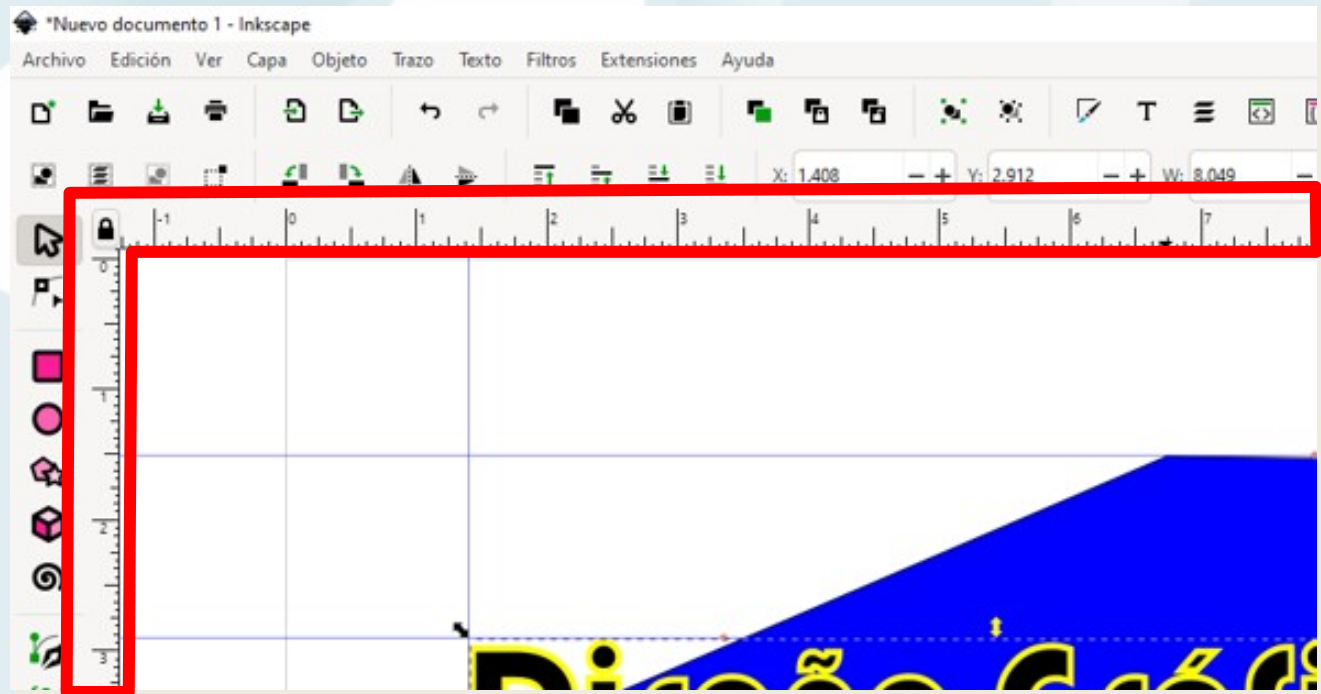 *Nuevo documento 1 - Inkscape
Archivo Edición Ver Capa Objeto Trazo Texto Filtros Extensiones Ayuda
X: 1.408 Y: 2.912 W: 8.049
-1 0 1 2 3 4 5 6 7
0
1
2
3